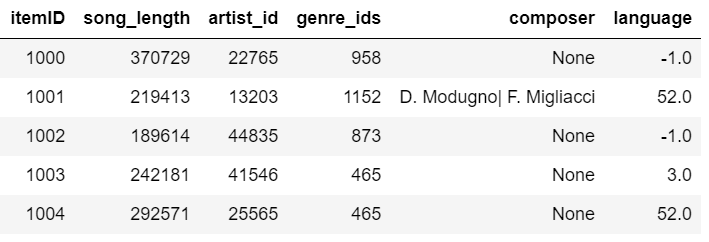 itemID song_length artist_id genre_ids composer language
1000 370729 22765 958 None -1.0
1001 219413 13203 1152 D. Modugno| F. Migliacci 52.0
1002 189614 44835 873 None -1.0
1003 242181 41546 465 None 3.0
1004 292571 25565 465 None 52.0